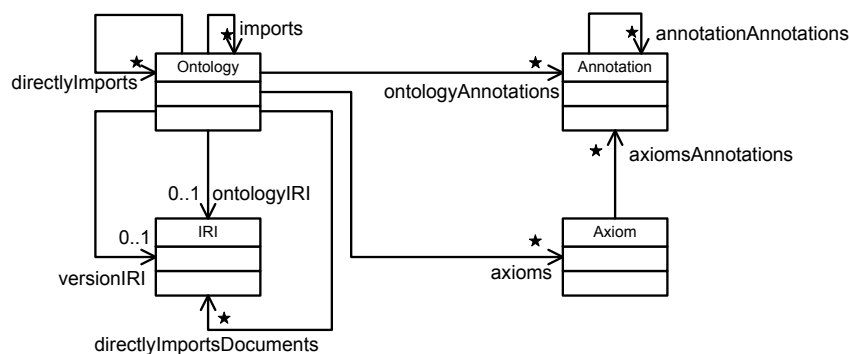 ★ imports
★ annotationAnnotations
directlyImports ★ Ontology
★ Annotation
ontologyAnnotations
★ axiomsAnnotations
0..1 ontologyIRI
0..1 IRI
★ Axiom
versionIRI
axioms
★
directlyImportsDocuments